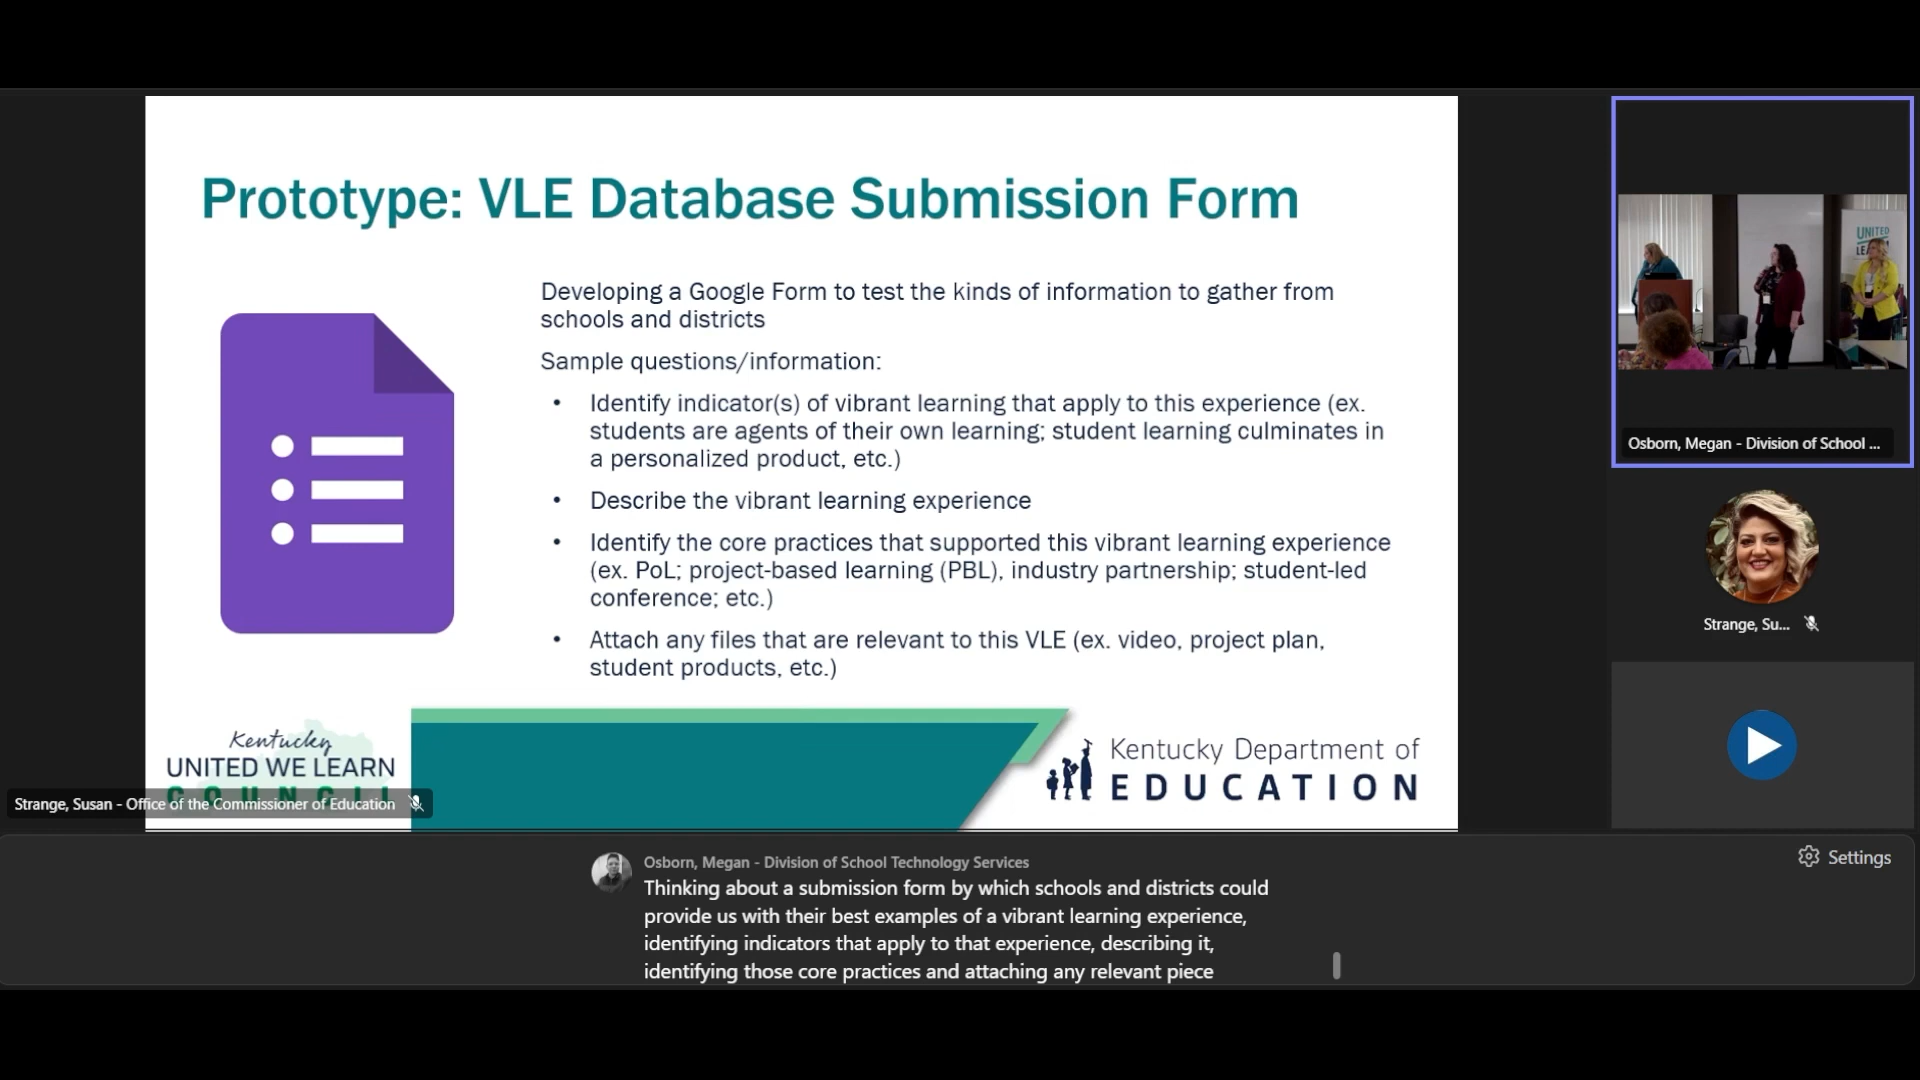 Prototype: VLE Database Submission Form
Developing a Google Form to test the kinds of information to gather from
schools and districts
Sample questions/information:
• Identify indicator(s) of vibrant learning that apply to this experience (ex.
students are agents of their own learning; student learning culminates in
a personalized product, etc.)
• Describe the vibrant learning experience
• Identify the core practices that supported this vibrant learning experience
(ex. PoL; project-based learning (PBL), industry partnership; student-led
conference; etc.)
• Attach any files that are relevant to this VLE (ex. video, project plan,
student products, etc.)
Kentucky
UNITED WE LEARN
COUNCIL
Strange, Susan - Office of the Commissioner of Education
Kentucky Department of
EDUCATION
UNITED
Osborn, Megan - Division of School ...
Strange, Su...
Settings
Osborn, Megan - Division of School Technology Services
Thinking about a submission form by which schools and districts could
provide us with their best examples of a vibrant learning experience,
identifying indicators that apply to that experience, describing it,
identifying those core practices and attaching any relevant piece